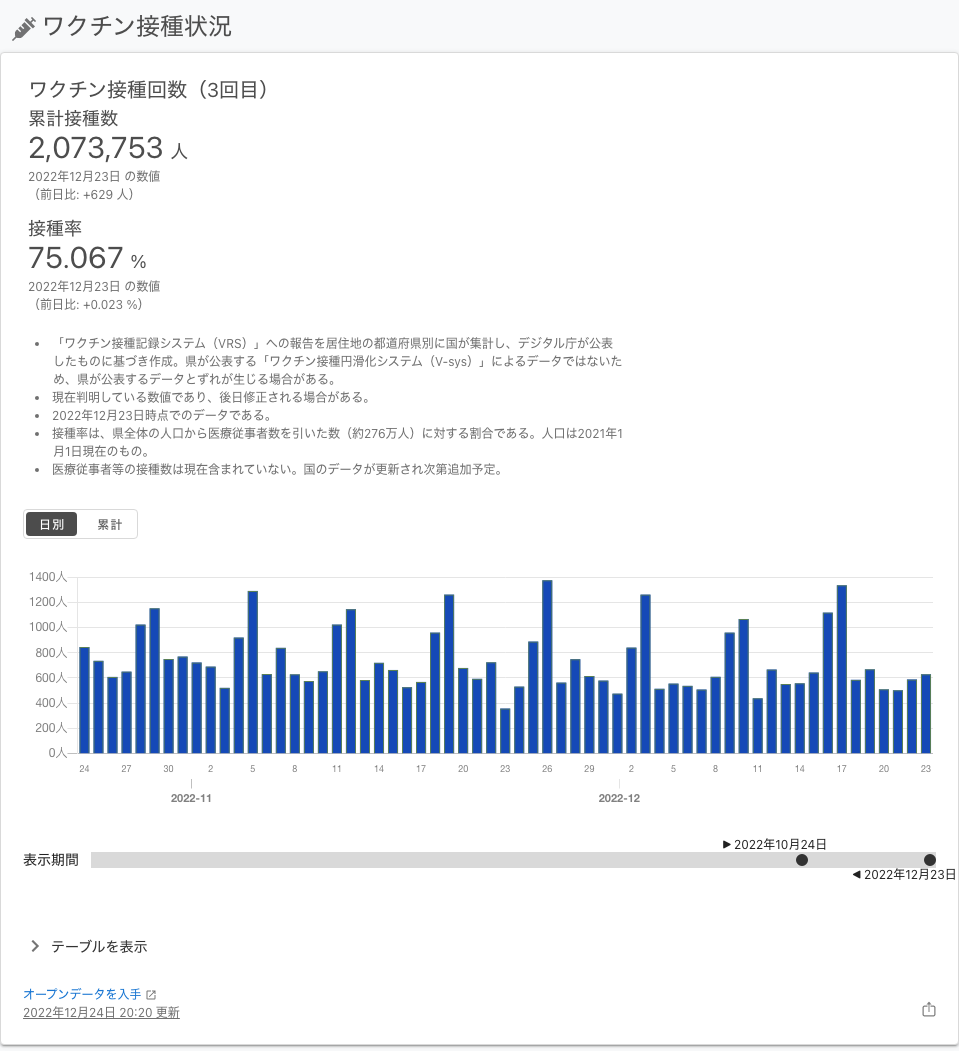 ワクチン接種状況
ワクチン接種回数（3回目）
累計接種数
2,073,753 人
2022年12月23日 の数値
（前日比: +629 人）
接種率
75.067 %
2022年12月23日 の数値
（前日比: +0.023 %）
• 「ワクチン接種記録システム（VRS）」への報告を居住地の都道府県別に国が集計し、デジタル庁が公表
したものに基づき作成。県が公表する「ワクチン接種円滑化システム（V-sys）」によるデータではないた
め、県が公表するデータとずれが生じる場合がある。
• 現在判明している数値であり、後日修正される場合がある。
• 2022年12月23日時点でのデータである。
• 接種率は、県全体の人口から医療従事者数を引いた数（約276万人）に対する割合である。人口は2021年1
月1日現在のもの。
• 医療従事者等の接種数は現在含まれていない。国のデータが更新され次第追加予定。
日別 累計
1400人
1200人
1000人
800人
600人
400人
200人
0人
24 27 30 2 5 8 11 14 17 20 23 26 29 2 5 8 11 14 17 20 23
2022-11 2022-12
▶ 2022年10月24日
表示期間
◀ 2022年12月23日
テーブルを表示
オープンデータを入手
2022年12月24日 20:20 更新